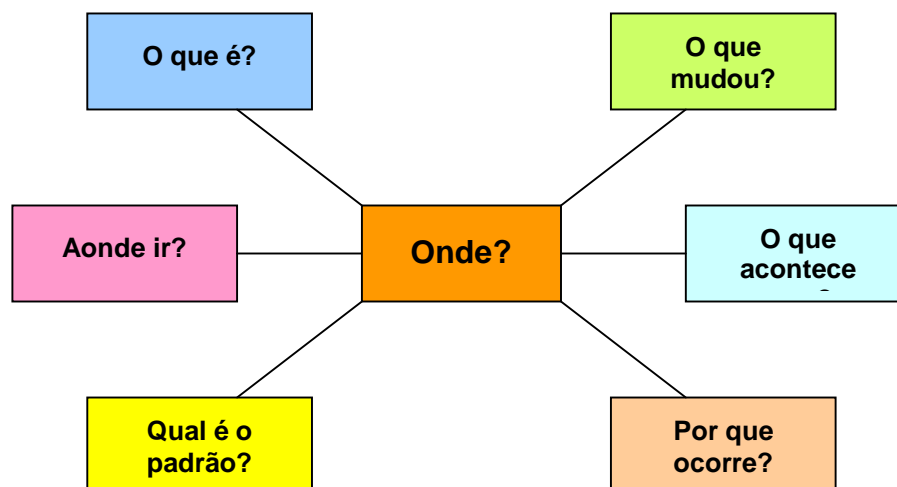 O que é?
O que
mudou?
Aonde ir?
Onde?
O que
acontece
Qual é o
padrão?
Por que
ocorre?